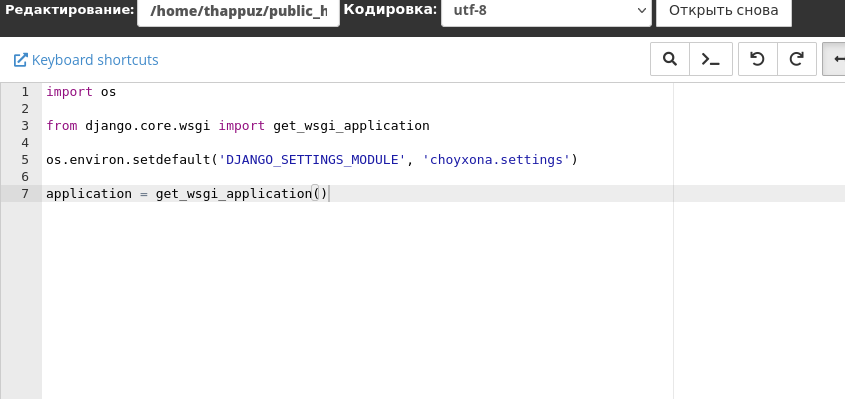 Редактирование: /home/thappuz/public_h Кодировка: utf-8 Открыть снова
Keyboard shortcuts
1 import os
2
3 from django.core.wsgi import get_wsgi_application
4
5 os.environ.setdefault('DJANGO_SETTINGS_MODULE', 'choyxona.settings')
6
7 application = get_wsgi_application()